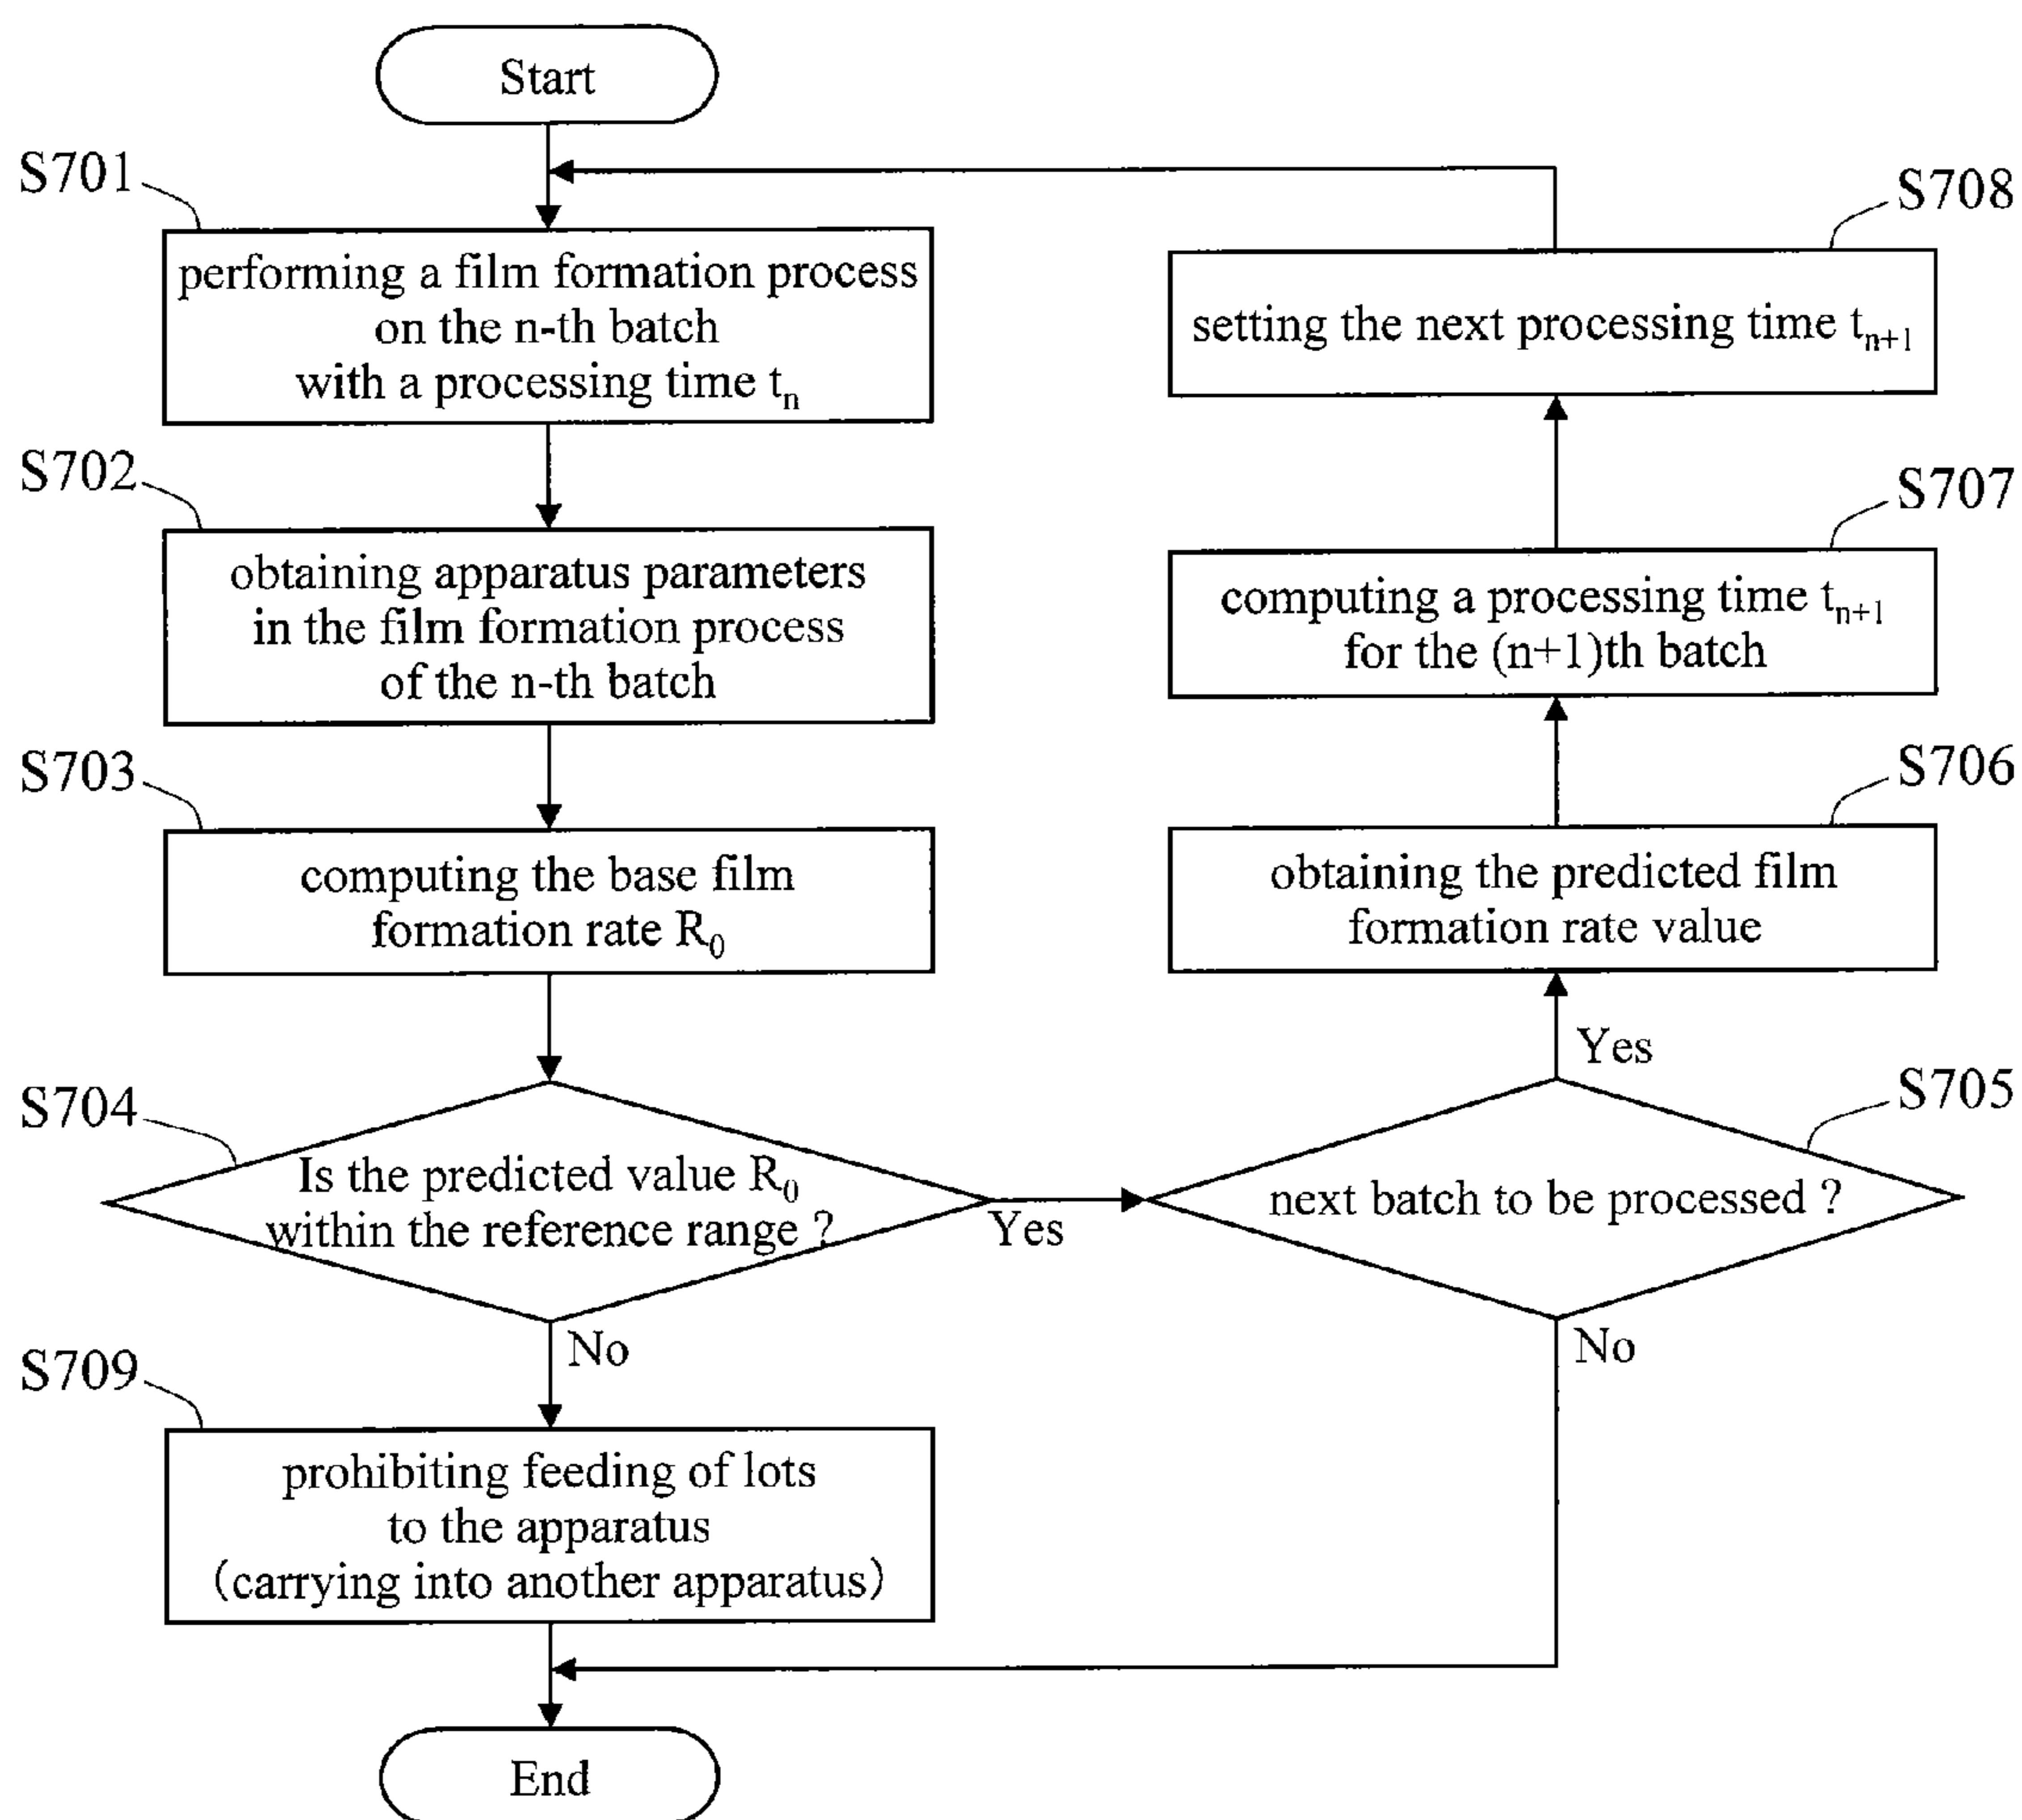 Start
S701
performing a film formation process
on the n-th batch
with a processing time tₙ
S702
obtaining apparatus parameters
in the film formation process
of the n-th batch
S703
computing the base film
formation rate R₀
S704
Is the predicted value R₀
within the reference range ?
Yes
No
S709
prohibiting feeding of lots
to the apparatus
(carrying into another apparatus)
End
S708
setting the next processing time tₙ₊₁
S707
computing a processing time tₙ₊₁
for the (n+1)th batch
S706
obtaining the predicted film
formation rate value
Yes
S705
next batch to be processed ?
No